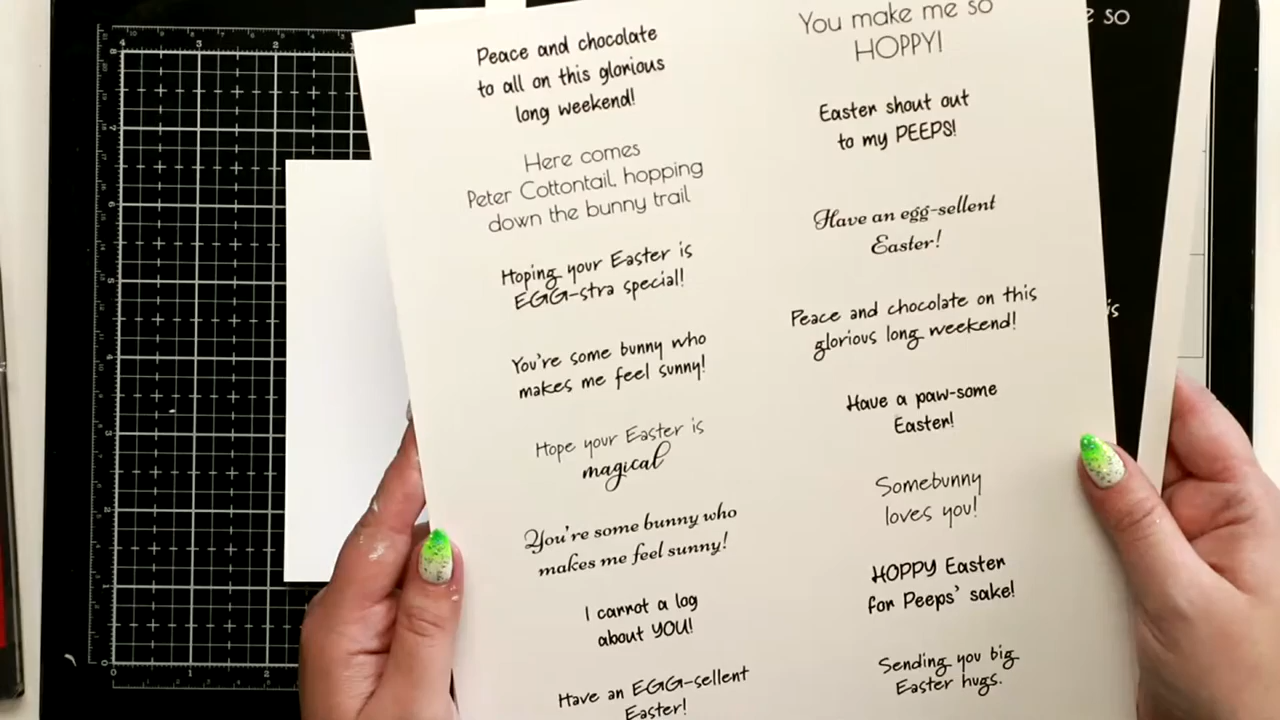 Peace and chocolate
to all on this glorious
long weekend!
Here comes
Peter Cottontail, hopping
down the bunny trail
Hoping your Easter is
EGG-stra special!
You're some bunny who
makes me feel sunny!
Hope your Easter is
magical
You're some bunny who
makes me feel sunny!
I carrot a lot
about YOU!
Have an EGG-sellent
Easter!
You make me so
HOPPY!
Easter shout out
to my PEEPS!
Have an egg-sellent
Easter!
Peace and chocolate on this
glorious long weekend!
Have a paw-some
Easter!
Somebunny
loves you!
HOPPY Easter
for Peeps' sake!
Sending you big
Easter hugs.
so
is